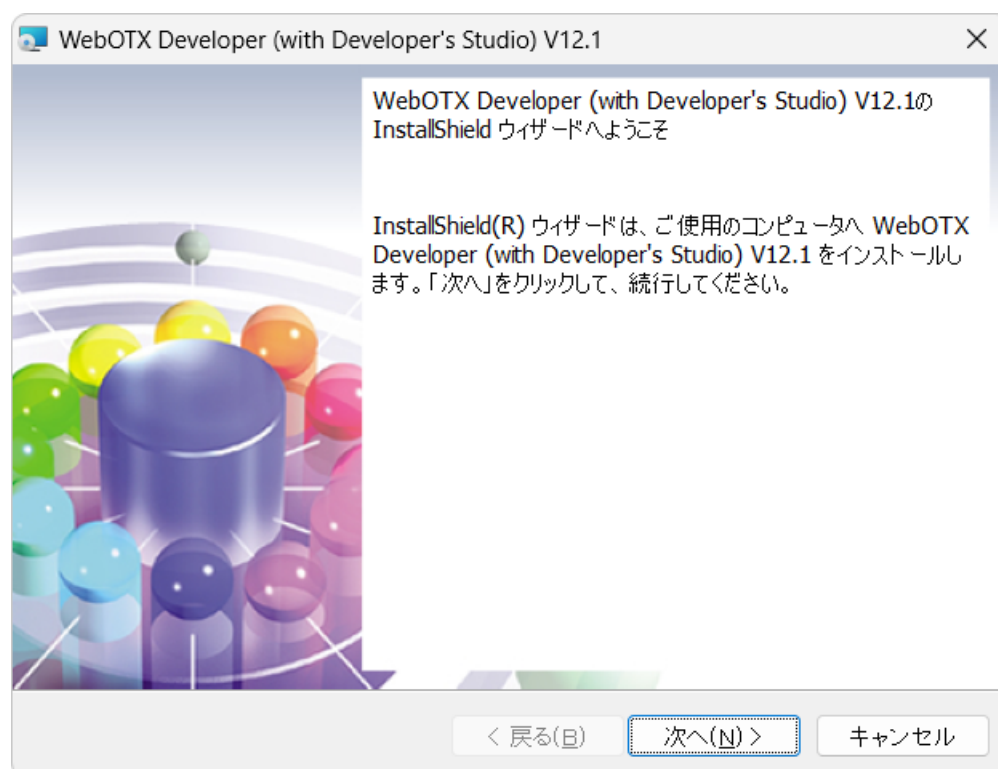 WebOTX Developer (with Developer's Studio) V12.1
WebOTX Developer (with Developer's Studio) V12.1の
InstallShield ウィザードへようこそ
InstallShield(R) ウィザードは、ご使用のコンピュータへ WebOTX
Developer (with Developer's Studio) V12.1 をインストールし
ます。「次へ」をクリックして、続行してください。
< 戻る(B)
次へ(N) >
キャンセル